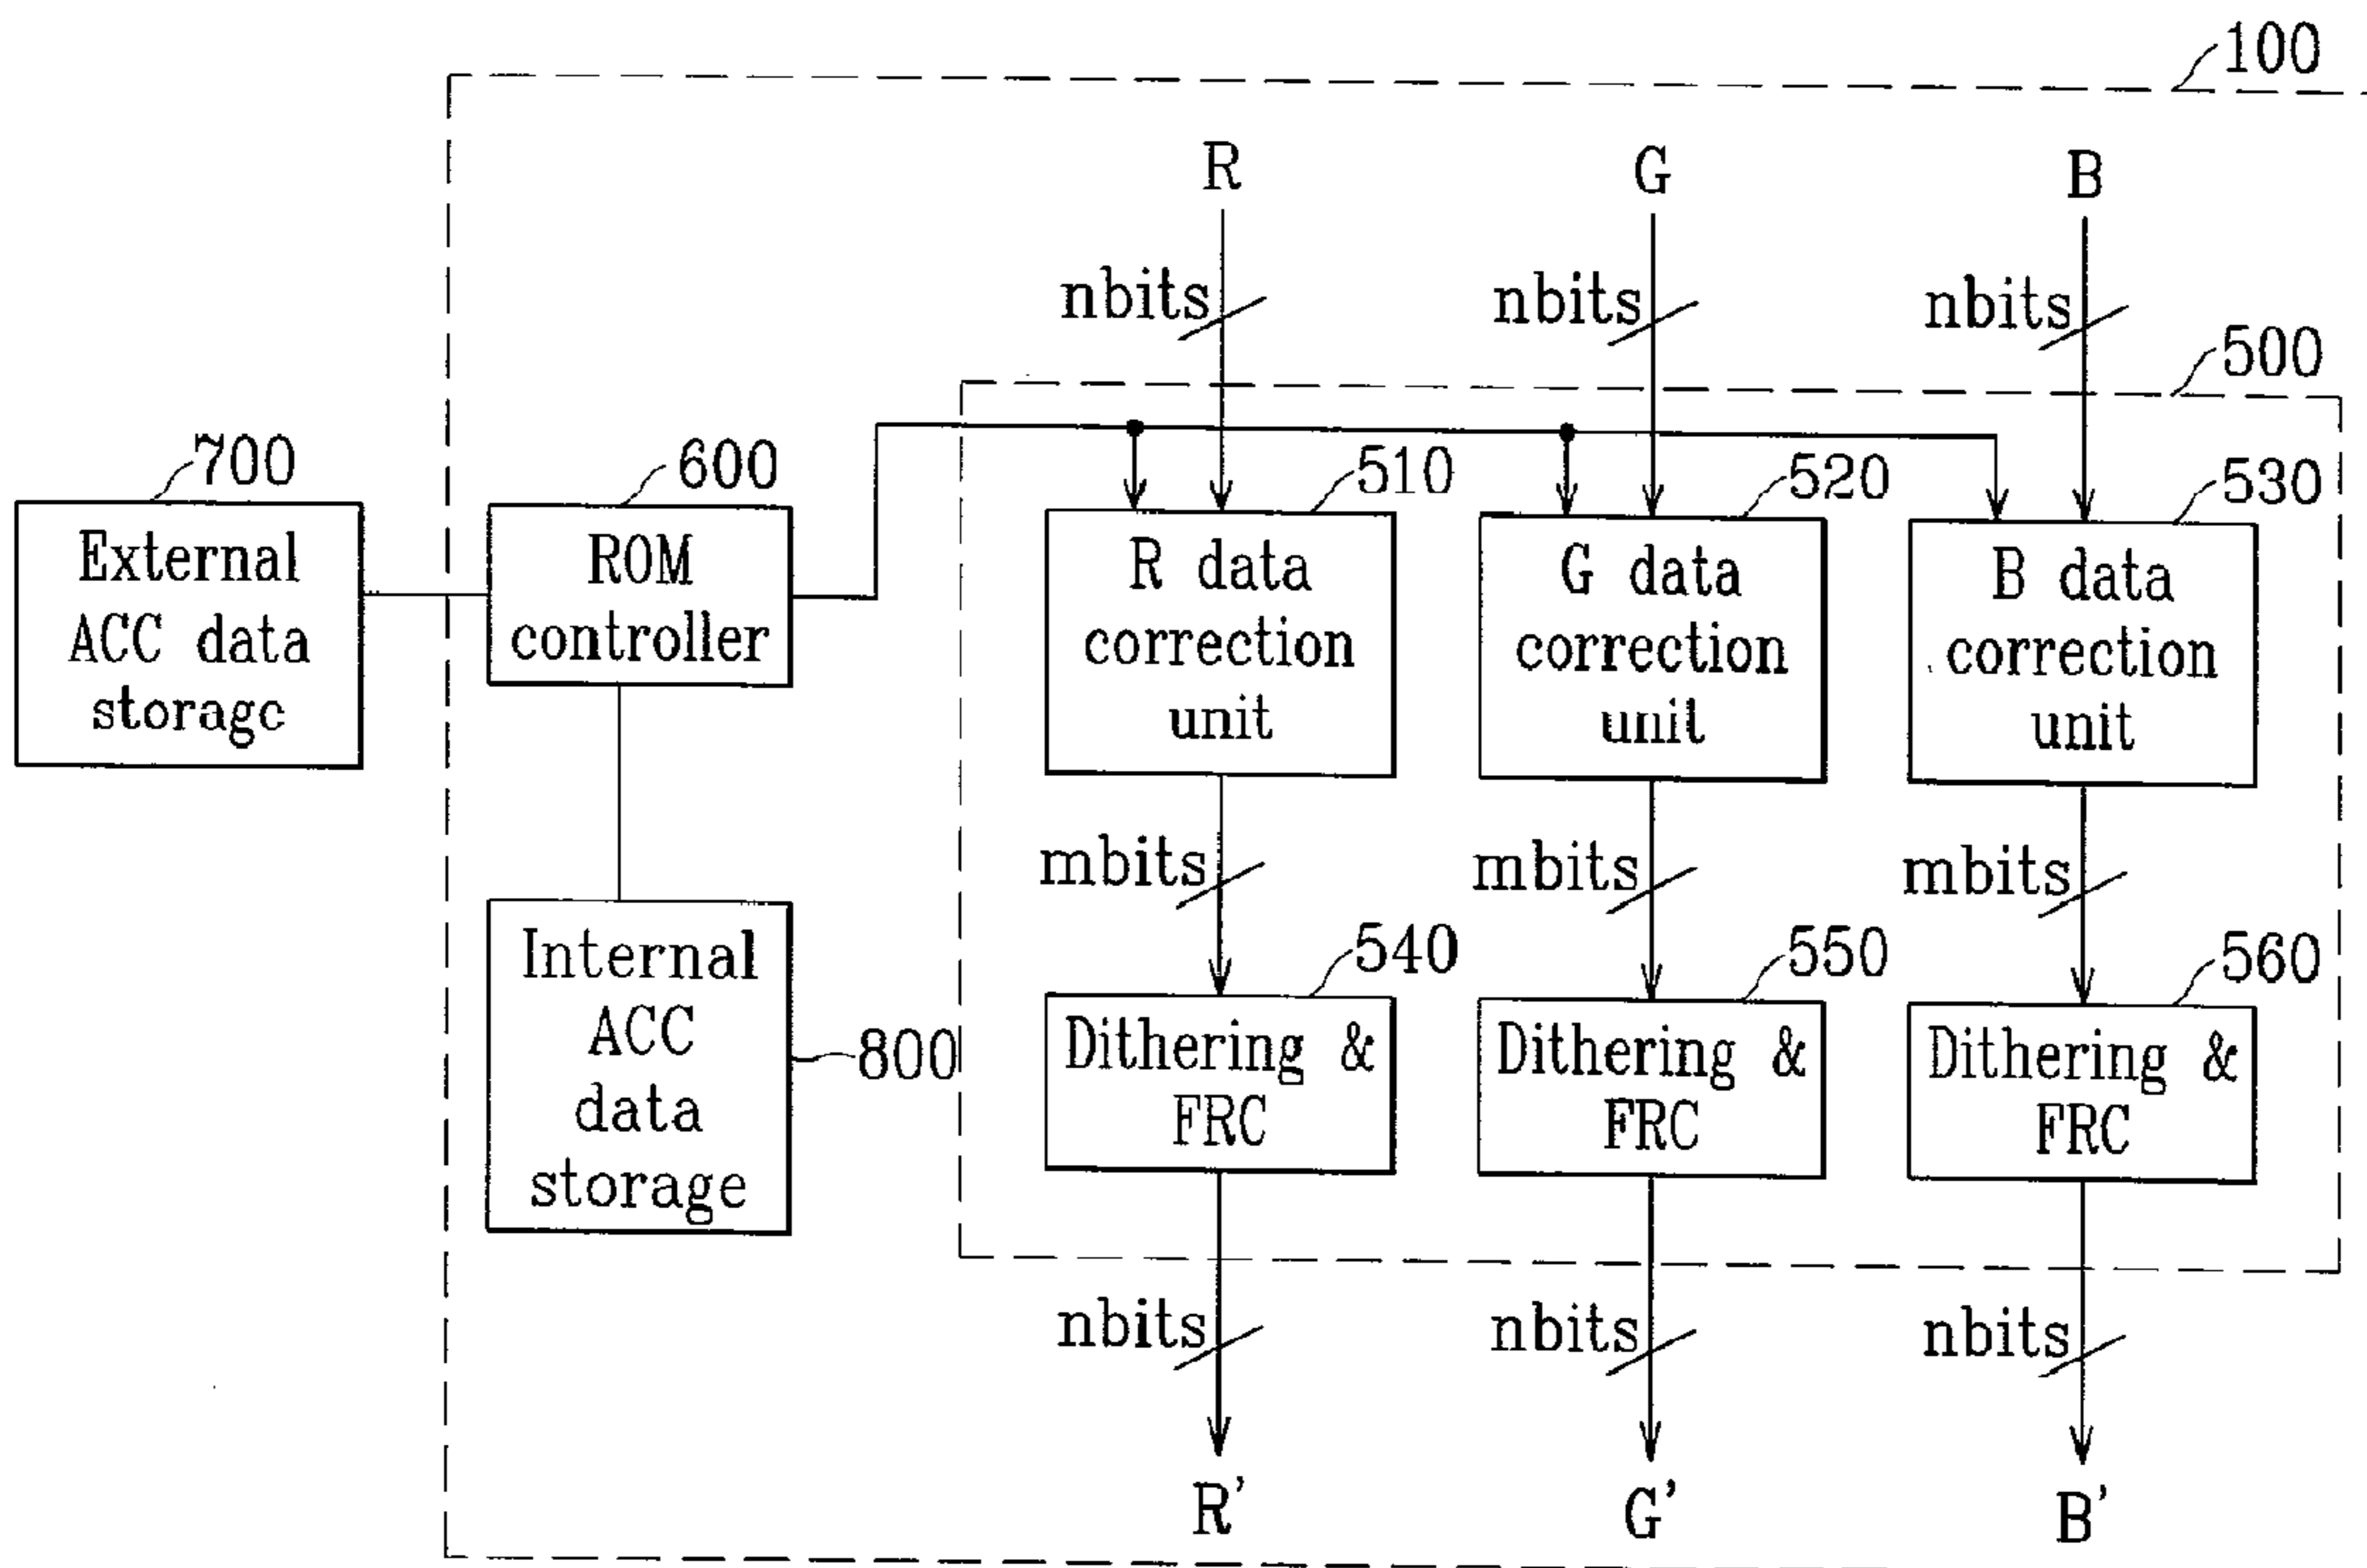 100
R
G
B
nbits
nbits
nbits
500
700
600
510
520
530
External
ACC data
storage
ROM
controller
R data
correction
unit
G data
correction
unit
B data
correction
unit
mbits
mbits
mbits
540
550
560
Internal
ACC
data
storage
800
Dithering &
FRC
Dithering &
FRC
Dithering &
FRC
nbits
nbits
nbits
R'
G'
B'